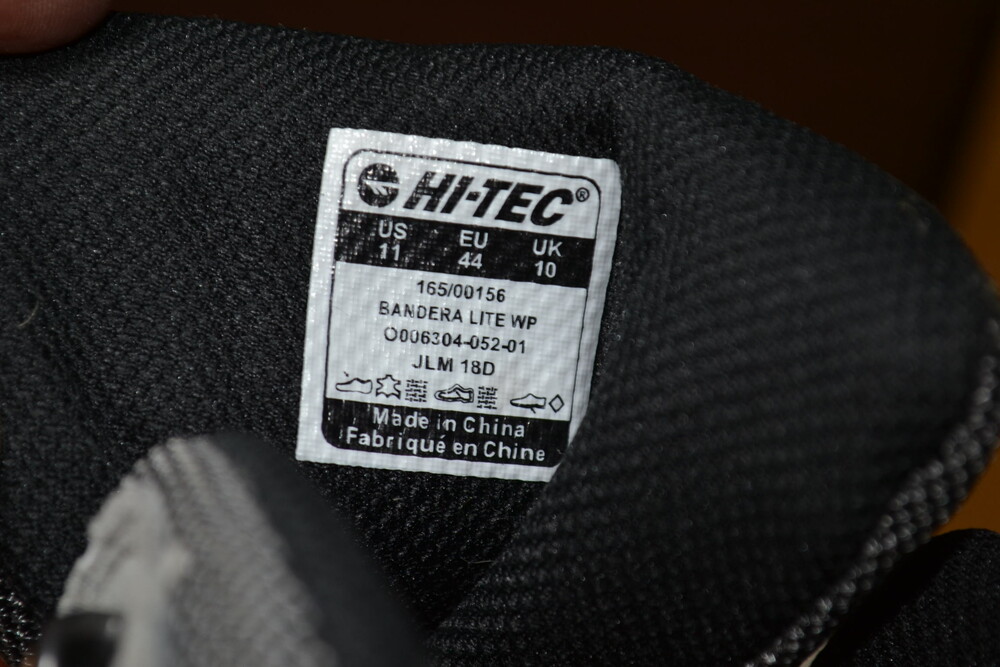 HI-TEC®
US EU UK
11 44 10
165/00156
BANDERA LITE WP
O006304-052-01
JLM 18D
Made in China
Fabriqué en Chine